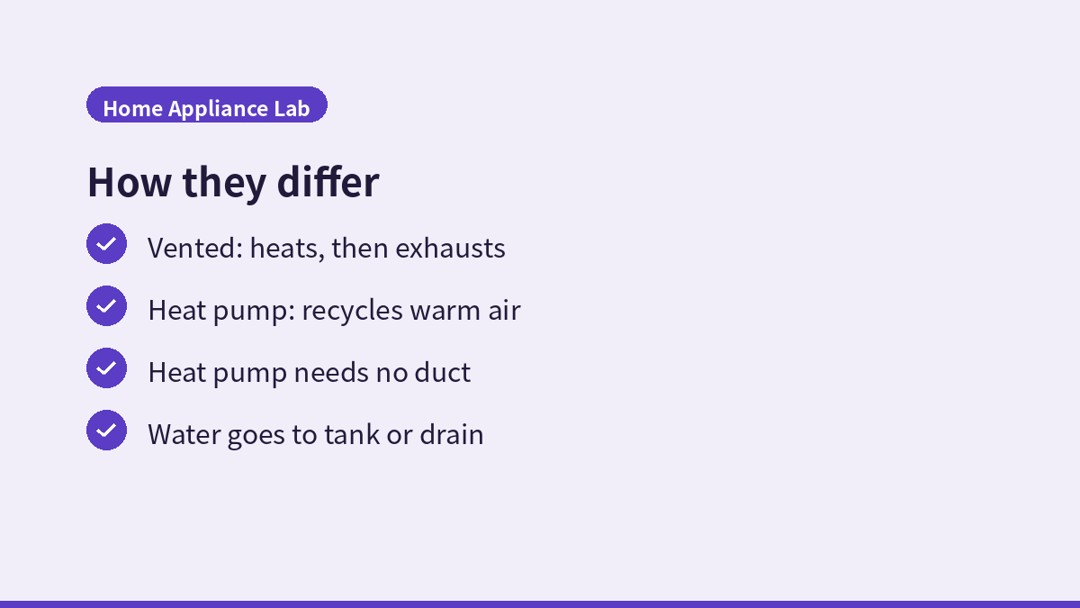 Home Appliance Lab
How they differ
Vented: heats, then exhausts
Heat pump: recycles warm air
Heat pump needs no duct
Water goes to tank or drain